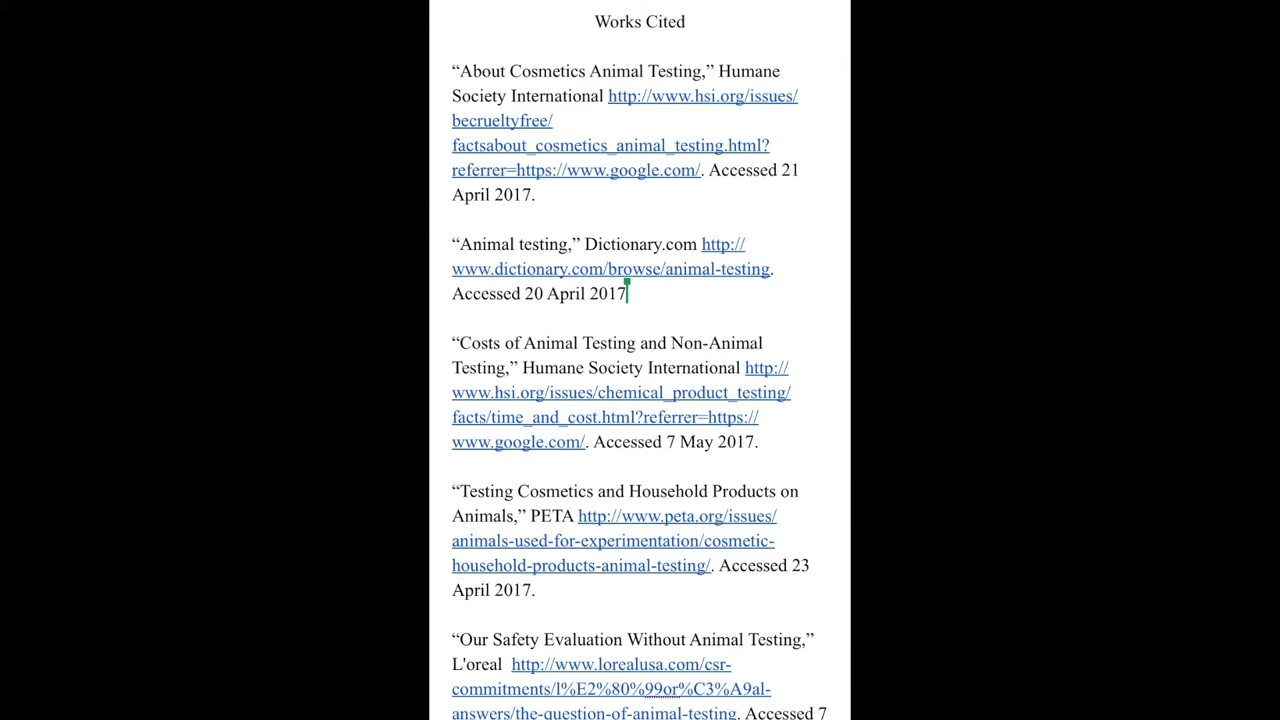 Works Cited
“About Cosmetics Animal Testing,” Humane
Society International http://www.hsi.org/issues/
becrueltyfree/
factsabout_cosmetics_animal_testing.html?
referrer=https://www.google.com/. Accessed 21
April 2017.
“Animal testing,” Dictionary.com http://
www.dictionary.com/browse/animal-testing.
Accessed 20 April 2017
“Costs of Animal Testing and Non-Animal
Testing,” Humane Society International http://
www.hsi.org/issues/chemical_product_testing/
facts/time_and_cost.html?referrer=https://
www.google.com/. Accessed 7 May 2017.
“Testing Cosmetics and Household Products on
Animals,” PETA http://www.peta.org/issues/
animals-used-for-experimentation/cosmetic-
household-products-animal-testing/. Accessed 23
April 2017.
“Our Safety Evaluation Without Animal Testing,”
L'oreal  http://www.lorealusa.com/csr-
commitments/l%E2%80%99or%C3%A9al-
answers/the-question-of-animal-testing. Accessed 7